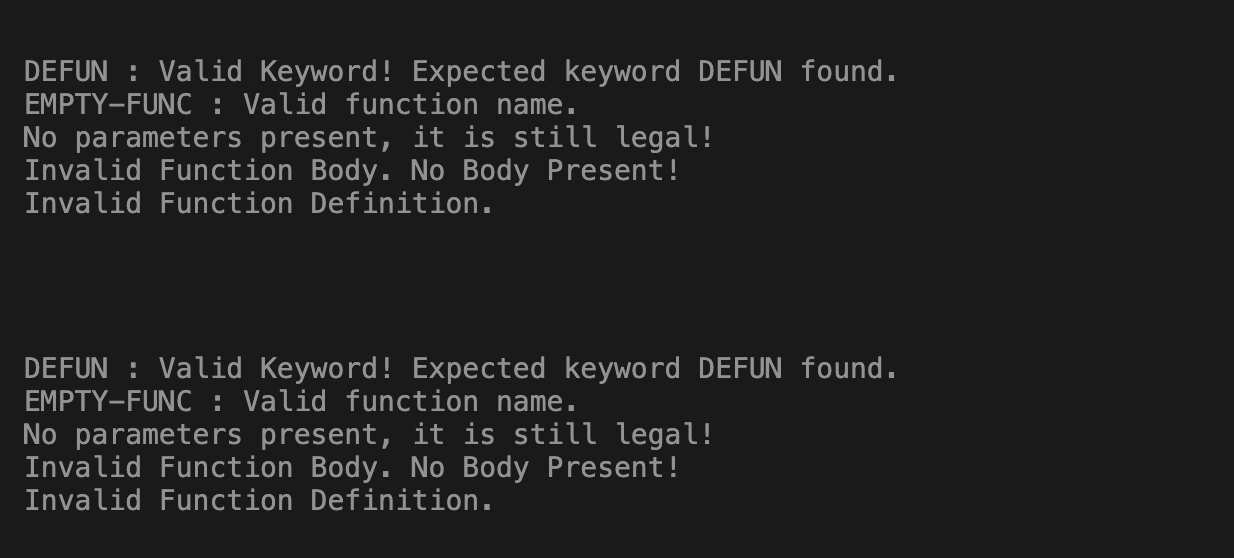 DEFUN : Valid Keyword! Expected keyword DEFUN found.
EMPTY-FUNC : Valid function name.
No parameters present, it is still legal!
Invalid Function Body. No Body Present!
Invalid Function Definition.
DEFUN : Valid Keyword! Expected keyword DEFUN found.
EMPTY-FUNC : Valid function name.
No parameters present, it is still legal!
Invalid Function Body. No Body Present!
Invalid Function Definition.